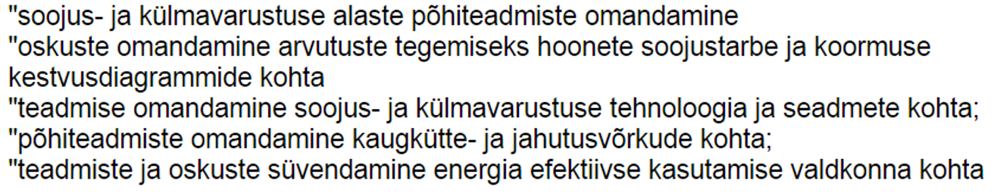 "soojus- ja külmavarustuse alaste põhiteadmiste omandamine
"oskuste omandamine arvutuste tegemiseks hoonete soojustarbe ja koormuse
kestvusdiagrammide kohta
"teadmise omandamine soojus- ja külmavarustuse tehnoloogia ja seadmete kohta;
"põhiteadmiste omandamine kaugkütte- ja jahutusvõrkude kohta;
"teadmiste ja oskuste süvendamine energia efektiivse kasutamise valdkonna kohta